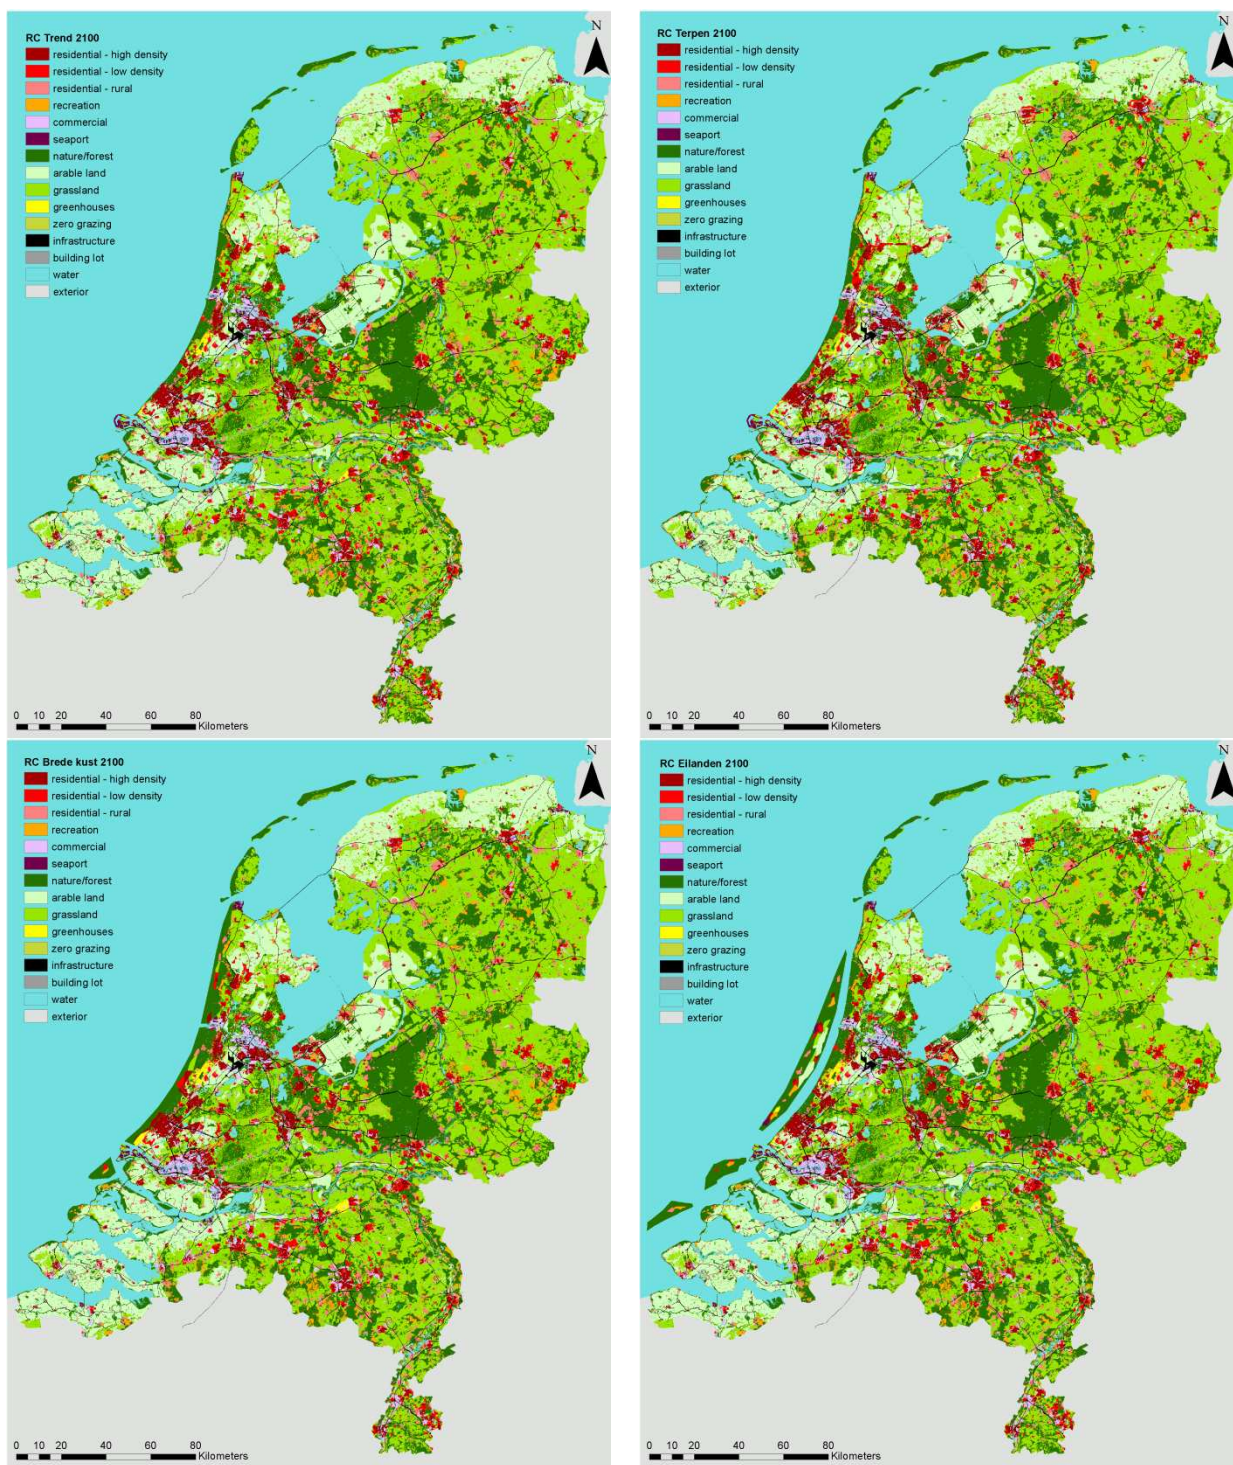 RC Trend 2100
residential - high density
residential - low density
residential - rural
recreation
commercial
seaport
nature/forest
arable land
grassland
greenhouses
zero grazing
infrastructure
building lot
water
exterior
N
0 10 20 40 60 80
Kilometers
RC Terpen 2100
residential - high density
residential - low density
residential - rural
recreation
commercial
seaport
nature/forest
arable land
grassland
greenhouses
zero grazing
infrastructure
building lot
water
exterior
N
0 10 20 40 60 80
Kilometers
RC Brede kust 2100
residential - high density
residential - low density
residential - rural
recreation
commercial
seaport
nature/forest
arable land
grassland
greenhouses
zero grazing
infrastructure
building lot
water
exterior
N
0 10 20 40 60 80
Kilometers
RC Eilanden 2100
residential - high density
residential - low density
residential - rural
recreation
commercial
seaport
nature/forest
arable land
grassland
greenhouses
zero grazing
infrastructure
building lot
water
exterior
N
0 10 20 40 60 80
Kilometers